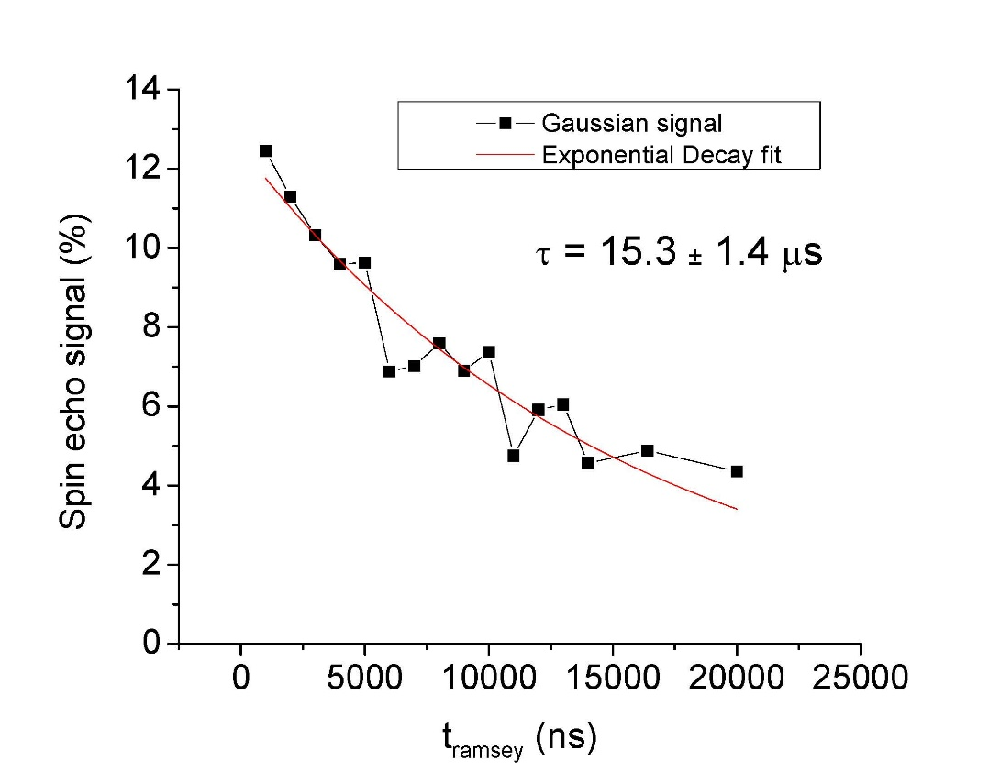 14
12
10
8
6
4
2
0
Spin echo signal (%)
Gaussian signal
Exponential Decay fit
τ = 15.3 ± 1.4 μs
0 5000 10000 15000 20000 25000
t_ramsey (ns)